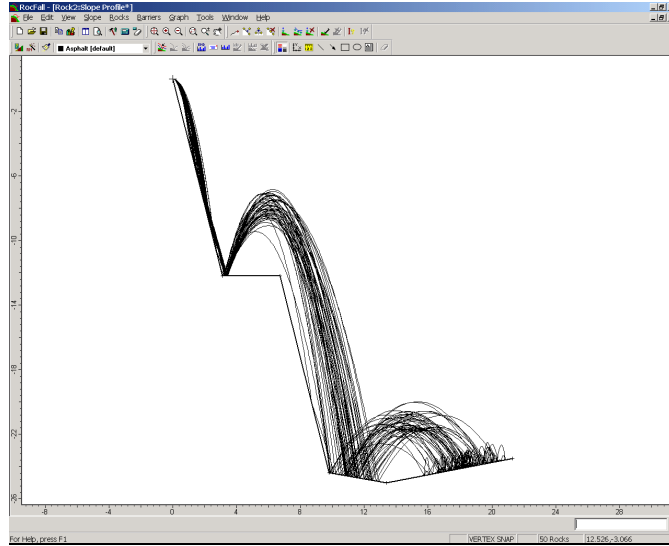 RocFall - [Rock2:Slope Profile*]
File Edit View Slope Rocks Barriers Graph Tools Window Help
Asphalt [default]
-2
-6
-10
-14
-18
-22
-26
-8 -4 0 4 8 12 16 20 24 28
For Help, press F1 VERTEX SNAP 50 Rocks 12.526,-3.066